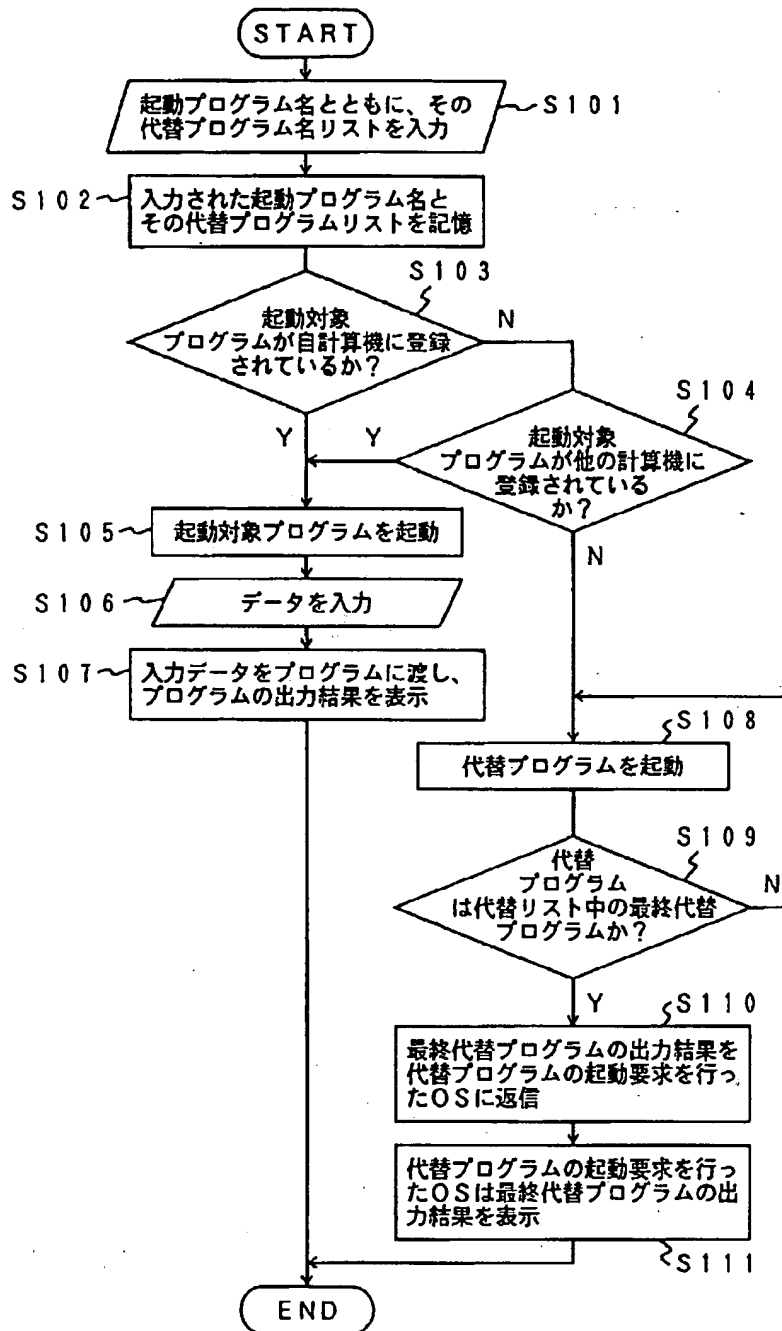 START
起動プログラム名とともに、その
代替プログラム名リストを入力
S101
S102
入力された起動プログラム名と
その代替プログラムリストを記憶
S103
起動対象
プログラムが自計算機に登録
されているか?
N
Y
S104
起動対象
プログラムが他の計算機に
登録されている
か?
Y
N
S105
起動対象プログラムを起動
S106
データを入力
S107
入力データをプログラムに渡し、
プログラムの出力結果を表示
S108
代替プログラムを起動
S109
代替
プログラム
は代替リスト中の最終代替
プログラムか?
N
Y
S110
最終代替プログラムの出力結果を
代替プログラムの起動要求を行っ
たOSに返信
代替プログラムの起動要求を行っ
たOSは最終代替プログラムの出
力結果を表示
S111
END